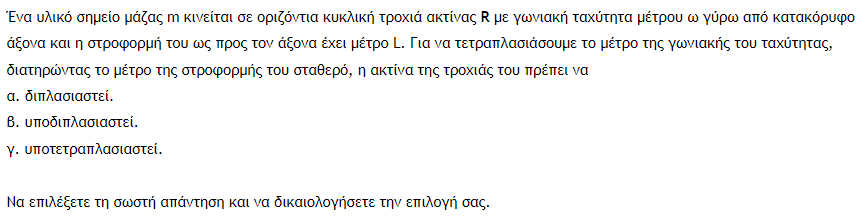 Ένα υλικό σημείο μάζας m κινείται σε οριζόντια κυκλική τροχιά ακτίνας R με γωνιακή ταχύτητα μέτρου ω γύρω από κατακόρυφο
άξονα και η στροφορμή του ως προς τον άξονα έχει μέτρο L. Για να τετραπλασιάσουμε το μέτρο της γωνιακής του ταχύτητας,
διατηρώντας το μέτρο της στροφορμής του σταθερό, η ακτίνα της τροχιάς του πρέπει να
α. διπλασιαστεί.
β. υποδιπλασιαστεί.
γ. υποτετραπλασιαστεί.
Να επιλέξετε τη σωστή απάντηση και να δικαιολογήσετε την επιλογή σας.